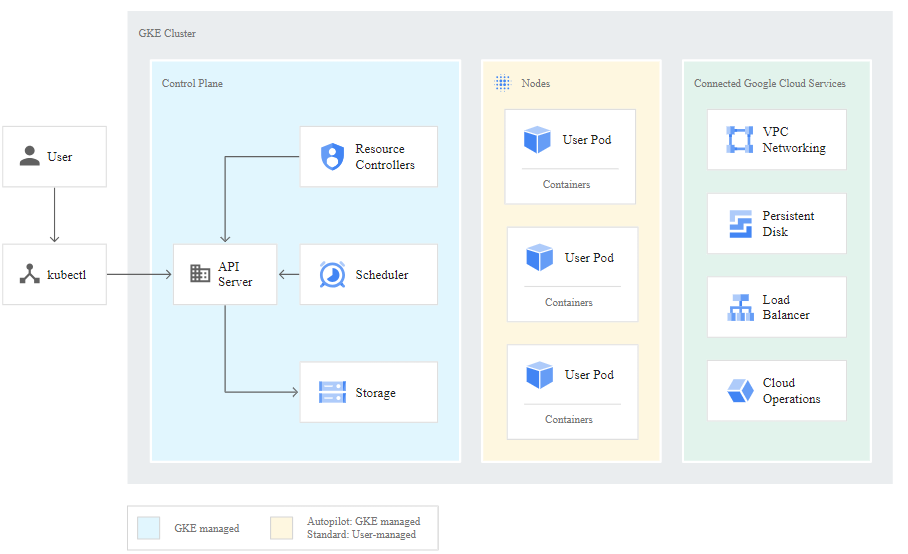 GKE Cluster
Control Plane
Nodes
Connected Google Cloud Services
User
kubectl
Resource
Controllers
API
Server
Scheduler
Storage
User Pod
Containers
User Pod
Containers
User Pod
Containers
VPC
Networking
Persistent
Disk
Load
Balancer
Cloud
Operations
GKE managed
Autopilot: GKE managed
Standard: User-managed